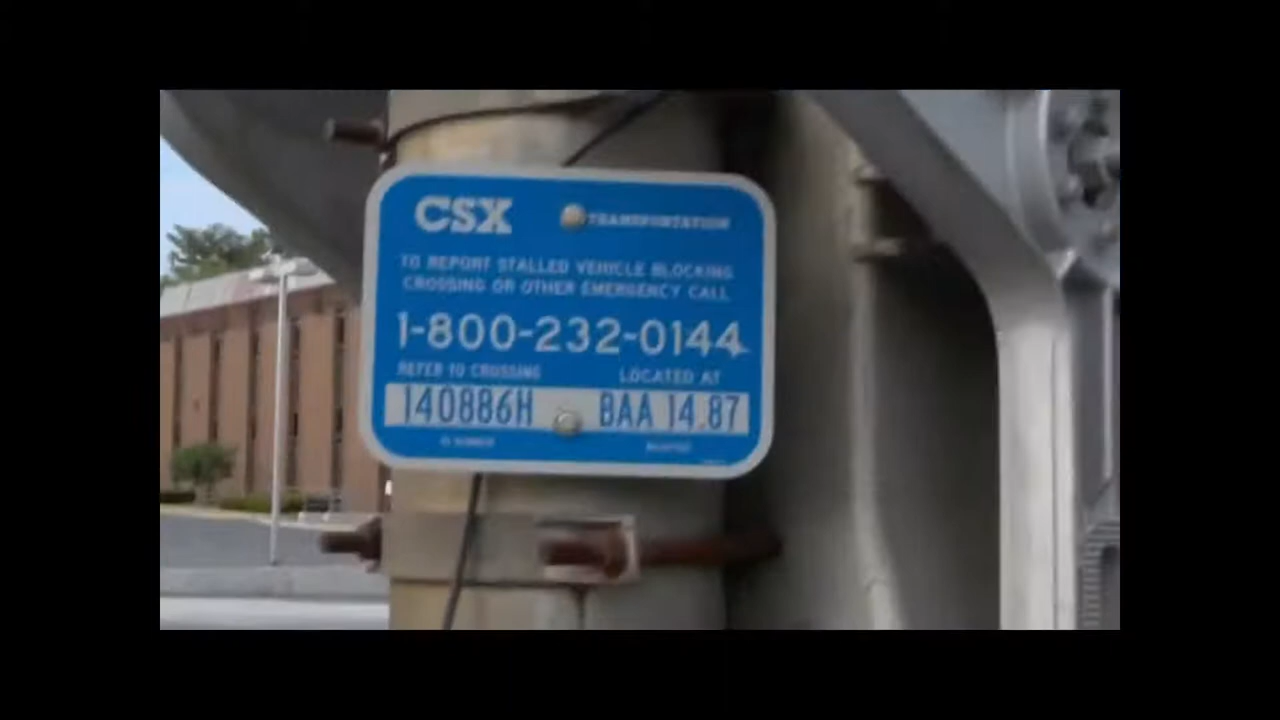 CSX TRANSPORTATION
TO REPORT STALLED VEHICLE BLOCKING
CROSSING OR OTHER EMERGENCY CALL
1-800-232-0144
REFER TO CROSSING LOCATED AT
140886H BAA 14.87